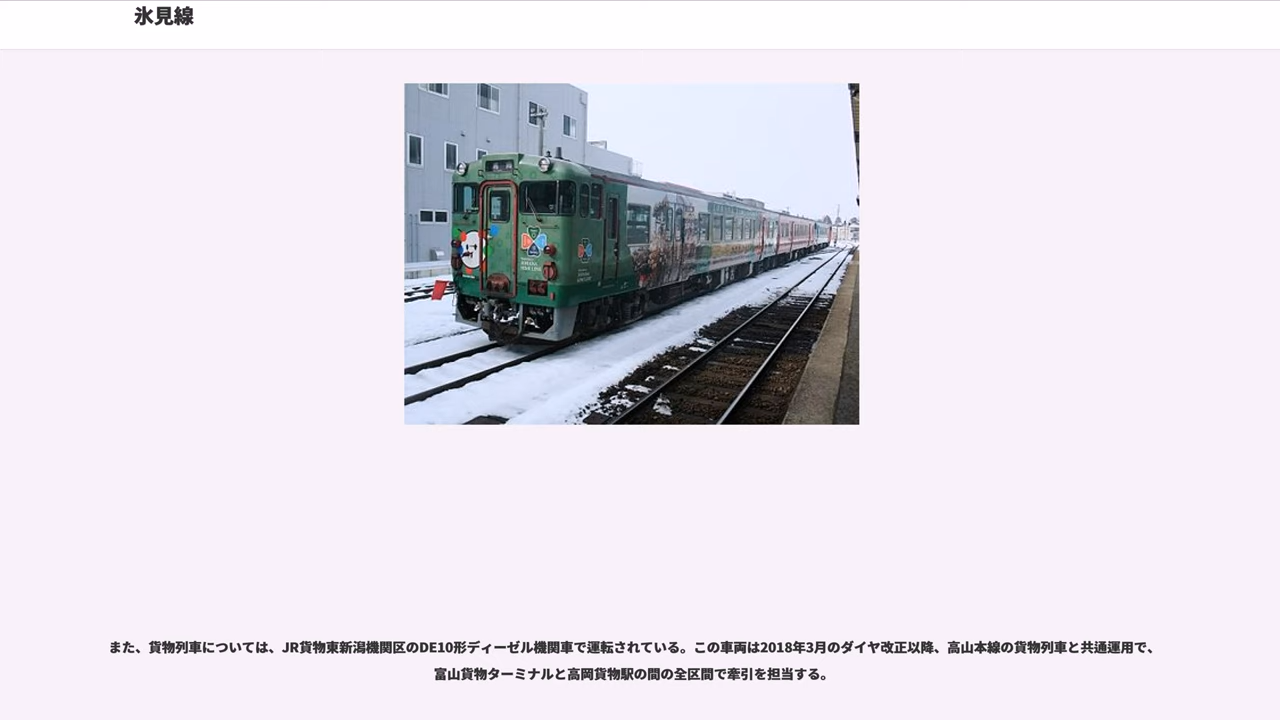 氷見線
また、貨物列車については、JR貨物東新潟機関区のDE10形ディーゼル機関車で運転されている。この車両は2018年3月のダイヤ改正以降、高山本線の貨物列車と共通運用で、
富山貨物ターミナルと高岡貨物駅の間の全区間で牽引を担当する。